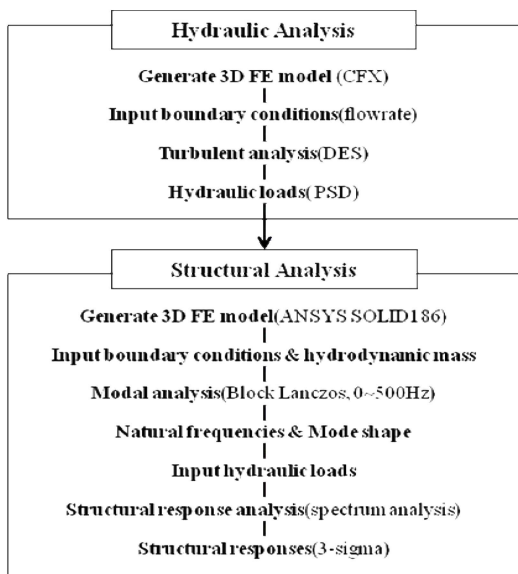 Hydraulic Analysis
Generate 3D FE model (CFX)
Input boundary conditions(flowrate)
Turbulent analysis(DES)
Hydraulic loads(PSD)
Structural Analysis
Generate 3D FE model(ANSYS SOLID186)
Input boundary conditions & hydrodynamic mass
Modal analysis(Block Lanczos, 0~500Hz)
Natural frequencies & Mode shape
Input hydraulic loads
Structural response analysis(spectrum analysis)
Structural responses(3-sigma)